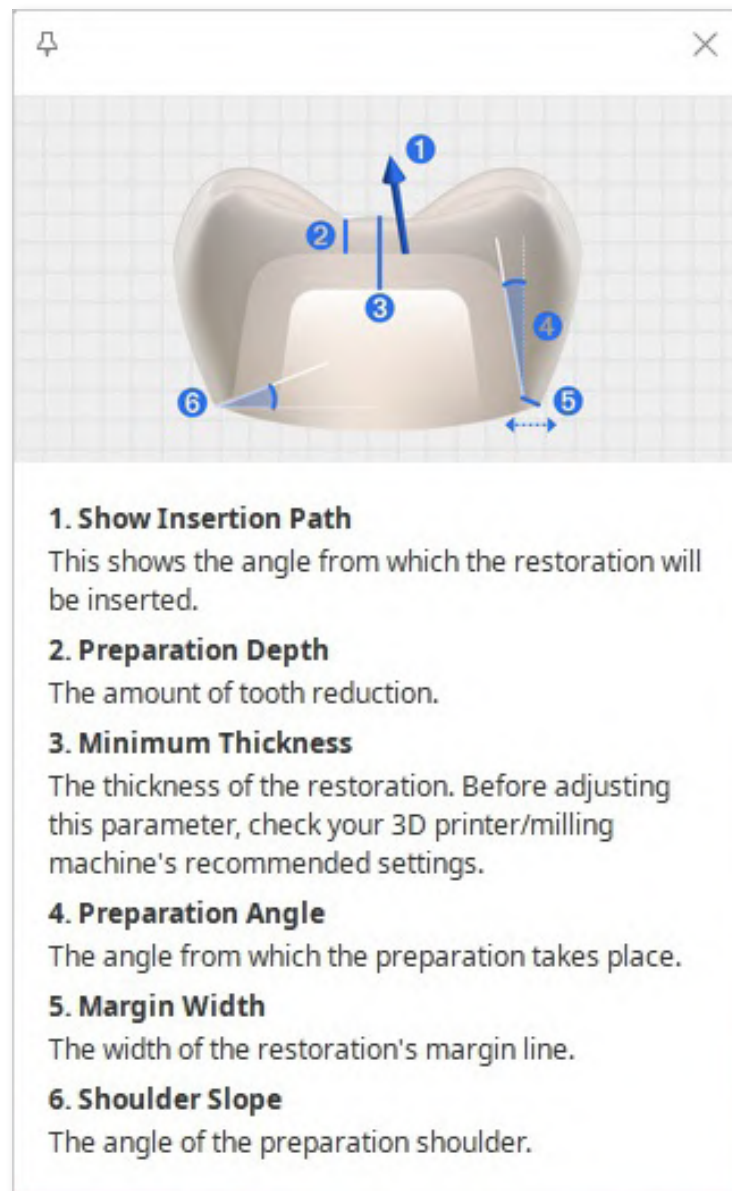 1
2
3
4
5
6
1. Show Insertion Path
This shows the angle from which the restoration will
be inserted.
2. Preparation Depth
The amount of tooth reduction.
3. Minimum Thickness
The thickness of the restoration. Before adjusting
this parameter, check your 3D printer/milling
machine's recommended settings.
4. Preparation Angle
The angle from which the preparation takes place.
5. Margin Width
The width of the restoration's margin line.
6. Shoulder Slope
The angle of the preparation shoulder.